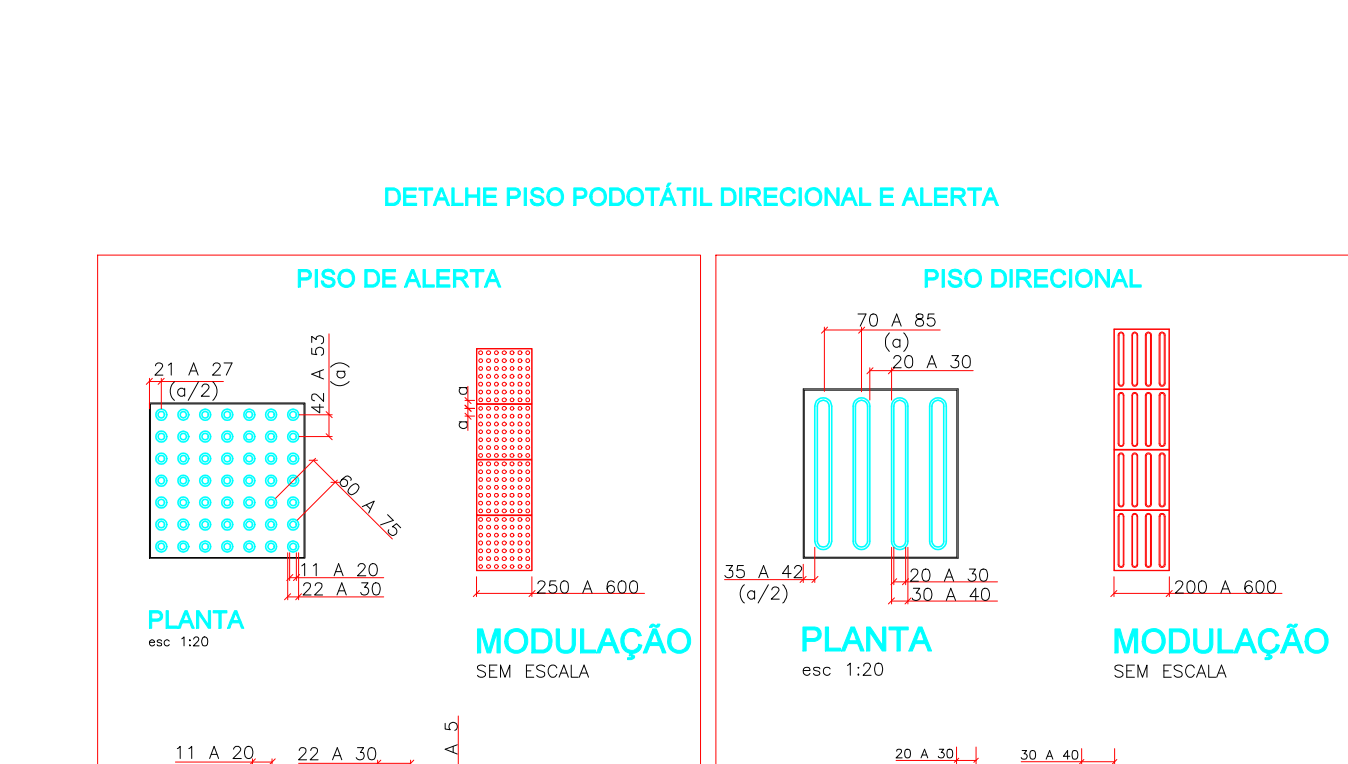 DETALHE PISO PODOTÁTIL DIRECIONAL E ALERTA
PISO DE ALERTA
21 A 27
(a/2)
42 A 53
(a)
60 A 75
11 A 20
22 A 30
PLANTA
esc 1:20
a
a
250 A 600
MODULAÇÃO
SEM ESCALA
11 A 20
22 A 30
A 5
PISO DIRECIONAL
70 A 85
(a)
20 A 30
35 A 42
(a/2)
20 A 30
30 A 40
PLANTA
esc 1:20
200 A 600
MODULAÇÃO
SEM ESCALA
20 A 30
30 A 40